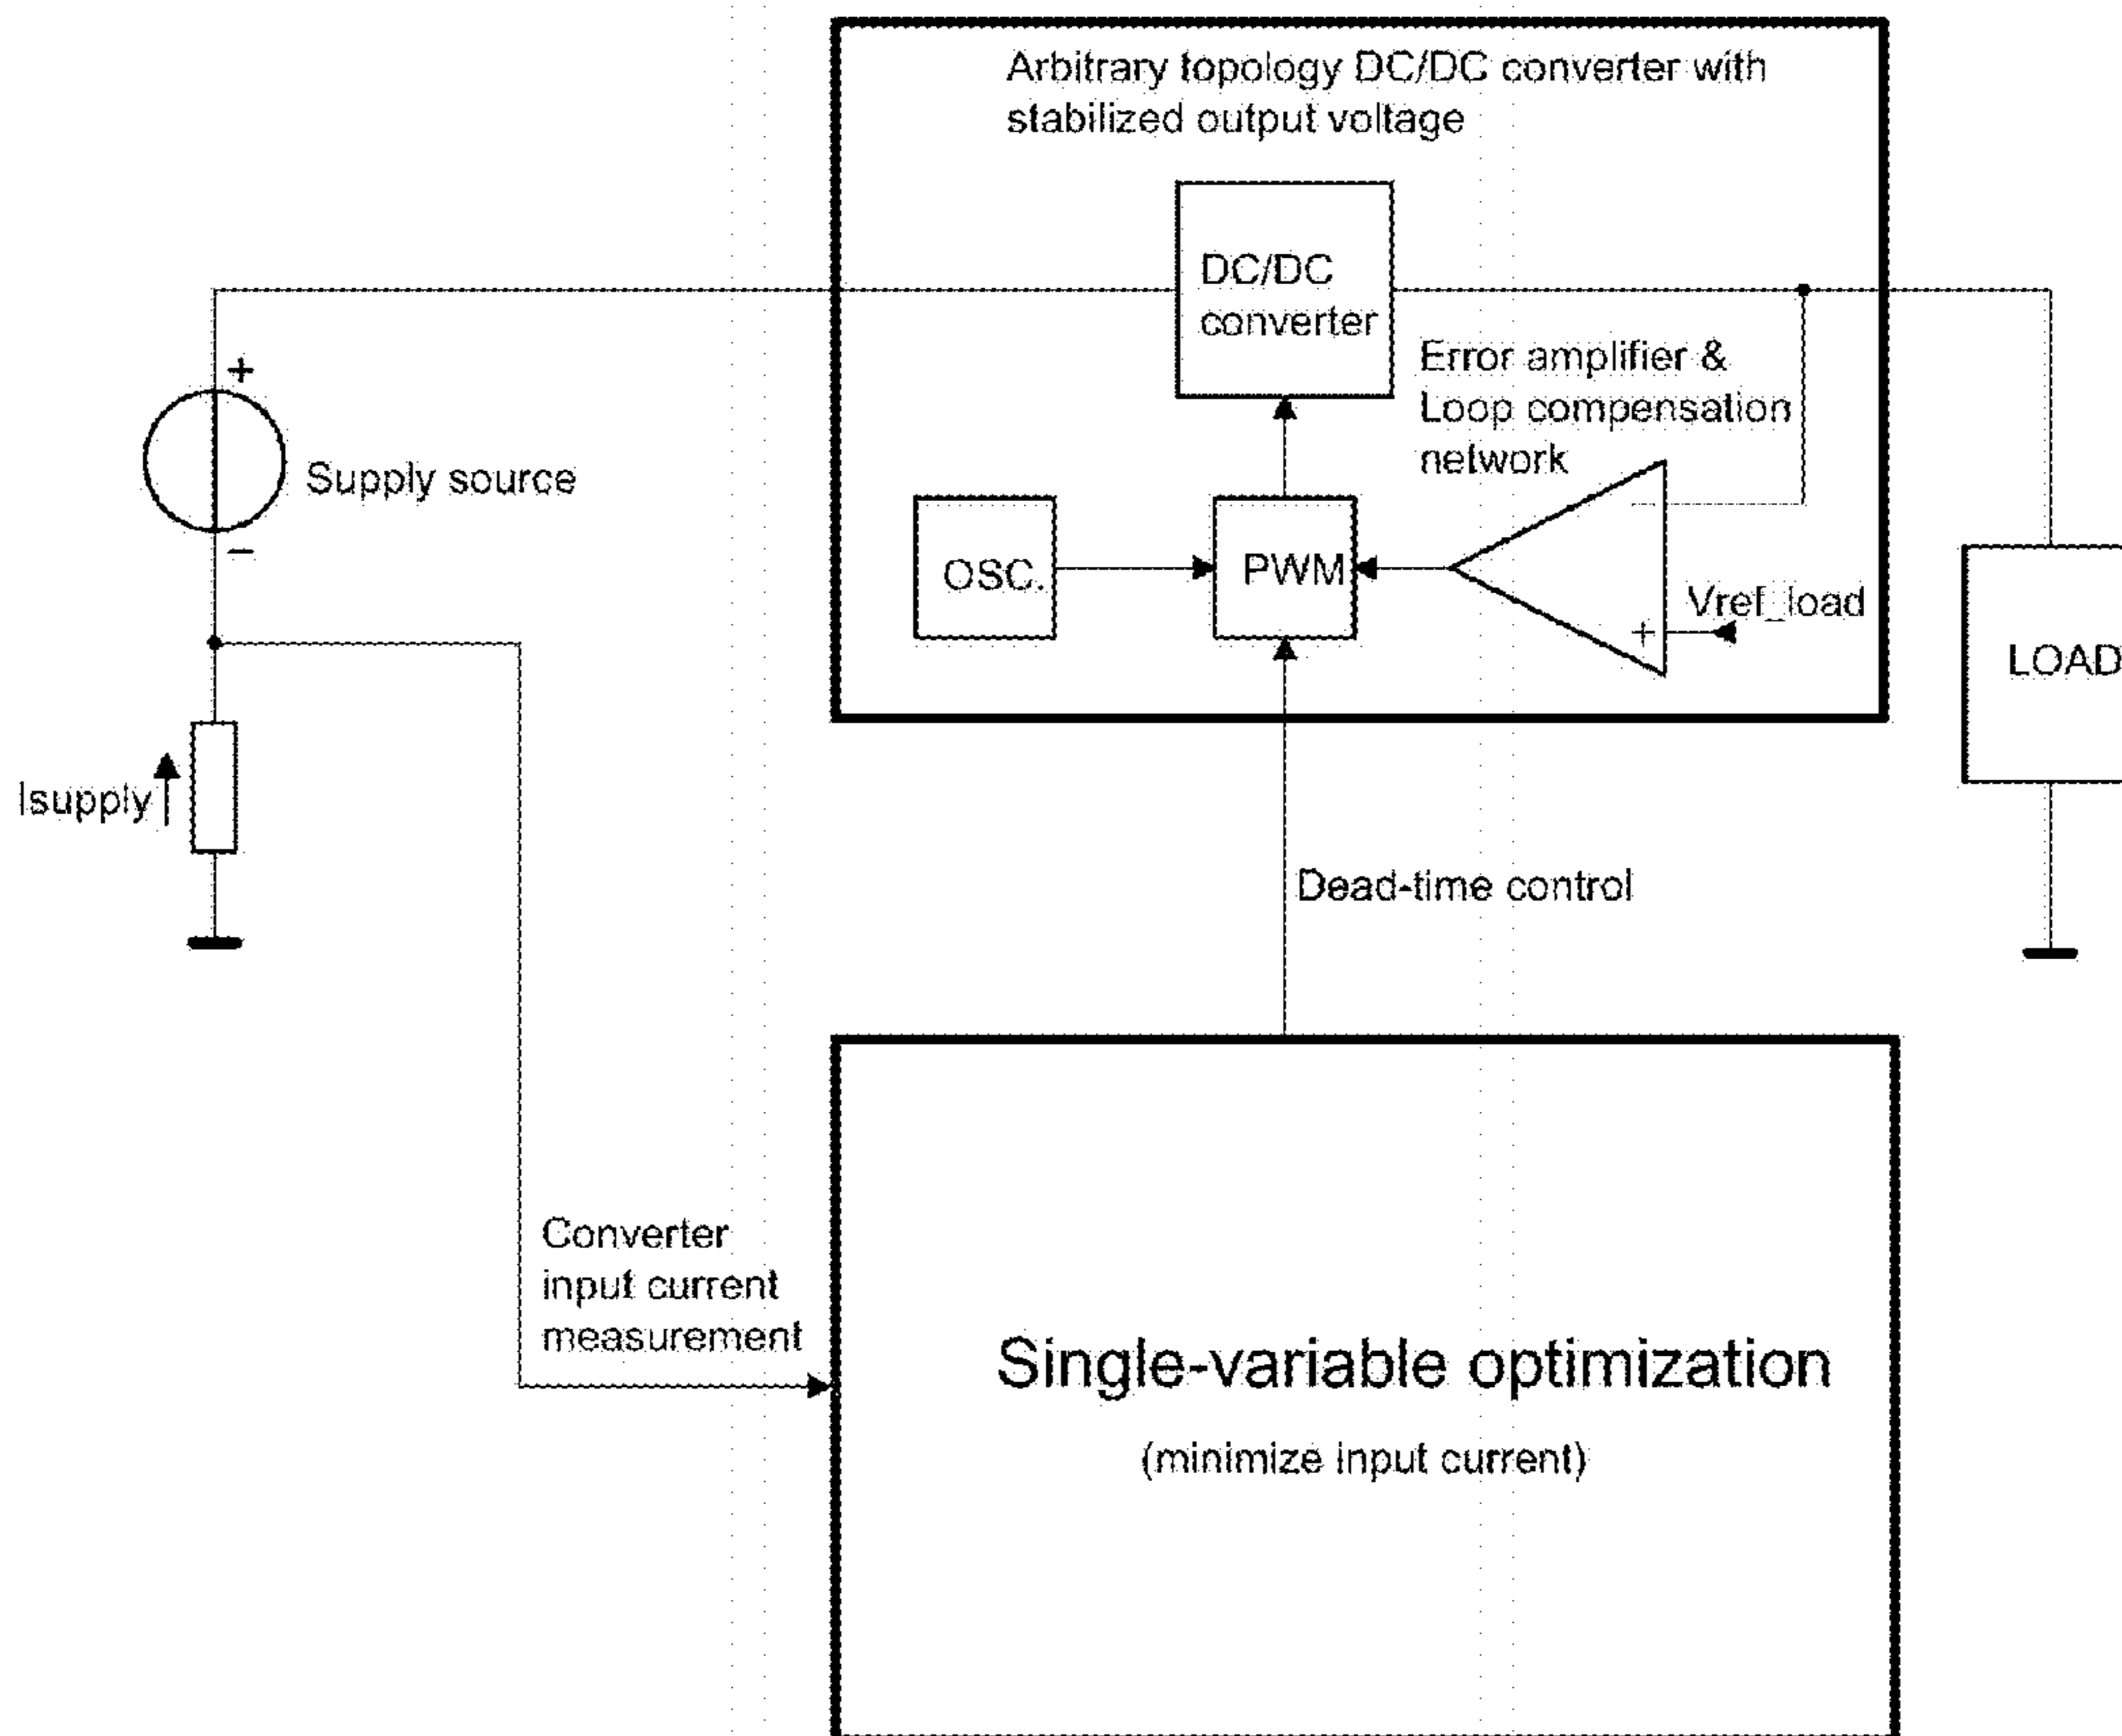 Arbitrary topology DC/DC converter with
stabilized output voltage
DC/DC
converter
Error amplifier &
Loop compensation
network
+
Supply source
−
OSC.
PWM
−
+
Vref_load
LOAD
Isupply
Dead-time control
Converter
input current
measurement
Single-variable optimization
(minimize input current)